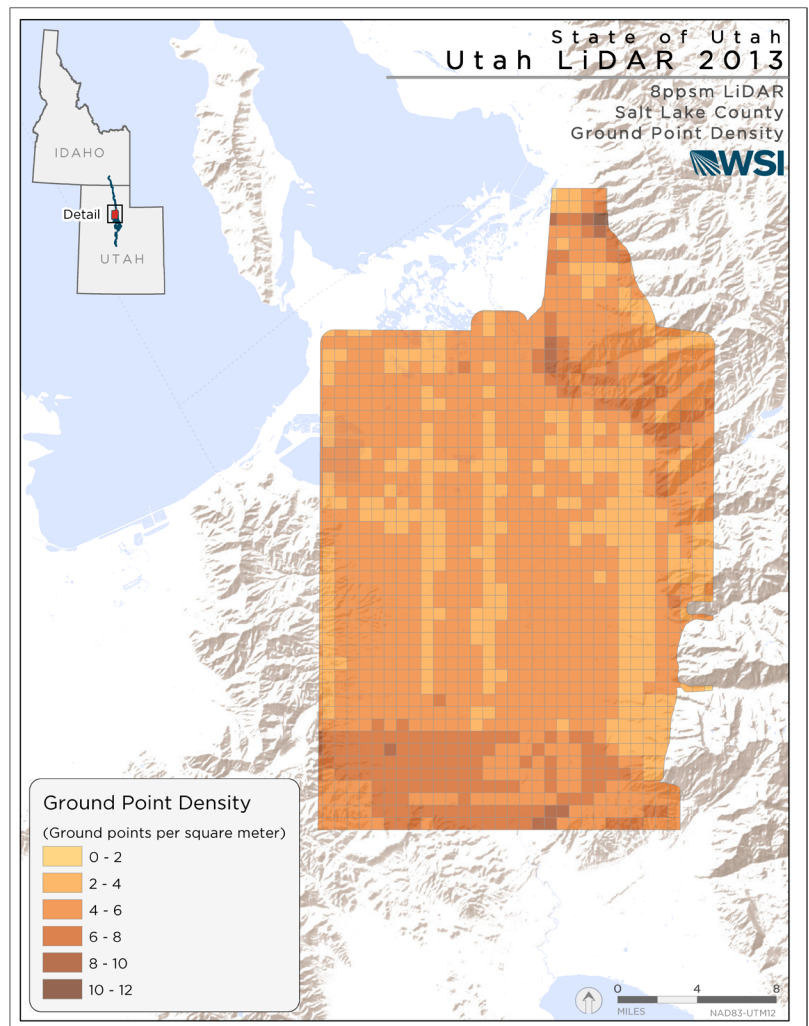 State of Utah
Utah LiDAR 2013
8ppsm LiDAR
Salt Lake County
Ground Point Density
WSI
IDAHO
Detail
UTAH
Ground Point Density
(Ground points per square meter)
0 - 2
2 - 4
4 - 6
6 - 8
8 - 10
10 - 12
0 4 8
MILES NAD83-UTM12